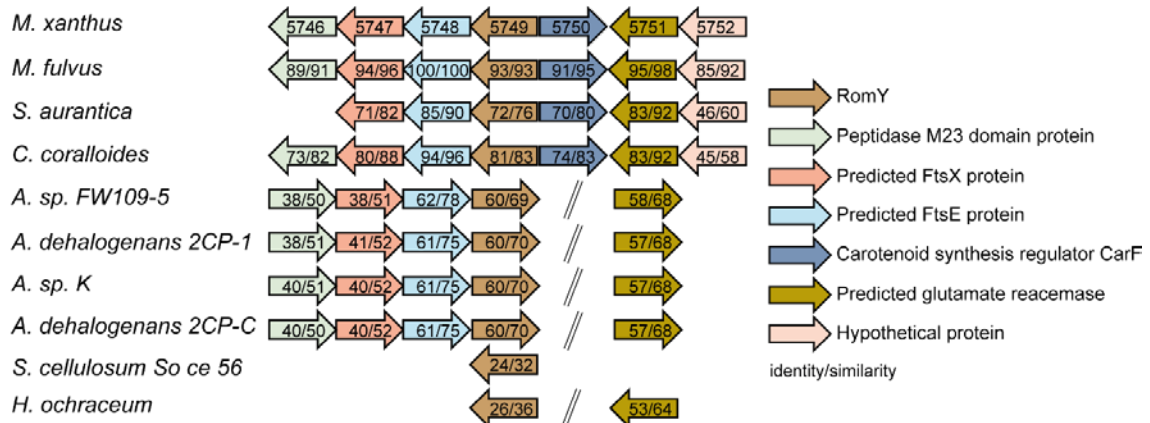 M. xanthus 5746 5747 5748 5749 5750 5751 5752
M. fulvus 89/91 94/96 100/100 93/93 91/95 95/98 85/92
S. aurantica 71/82 85/90 72/76 70/80 83/92 46/60
C. coralloides 73/82 80/88 94/96 81/83 74/83 83/92 45/58
A. sp. FW109-5 38/50 38/51 62/78 60/69 // 58/68
A. dehalogenans 2CP-1 38/51 41/52 61/75 60/70 // 57/68
A. sp. K 40/51 40/52 61/75 60/70 // 57/68
A. dehalogenans 2CP-C 40/50 40/52 61/75 60/70 // 57/68
S. cellulosum So ce 56 24/32
H. ochraceum 26/36 // 53/64
RomY
Peptidase M23 domain protein
Predicted FtsX protein
Predicted FtsE protein
Carotenoid synthesis regulator CarF
Predicted glutamate reacemase
Hypothetical protein
identity/similarity